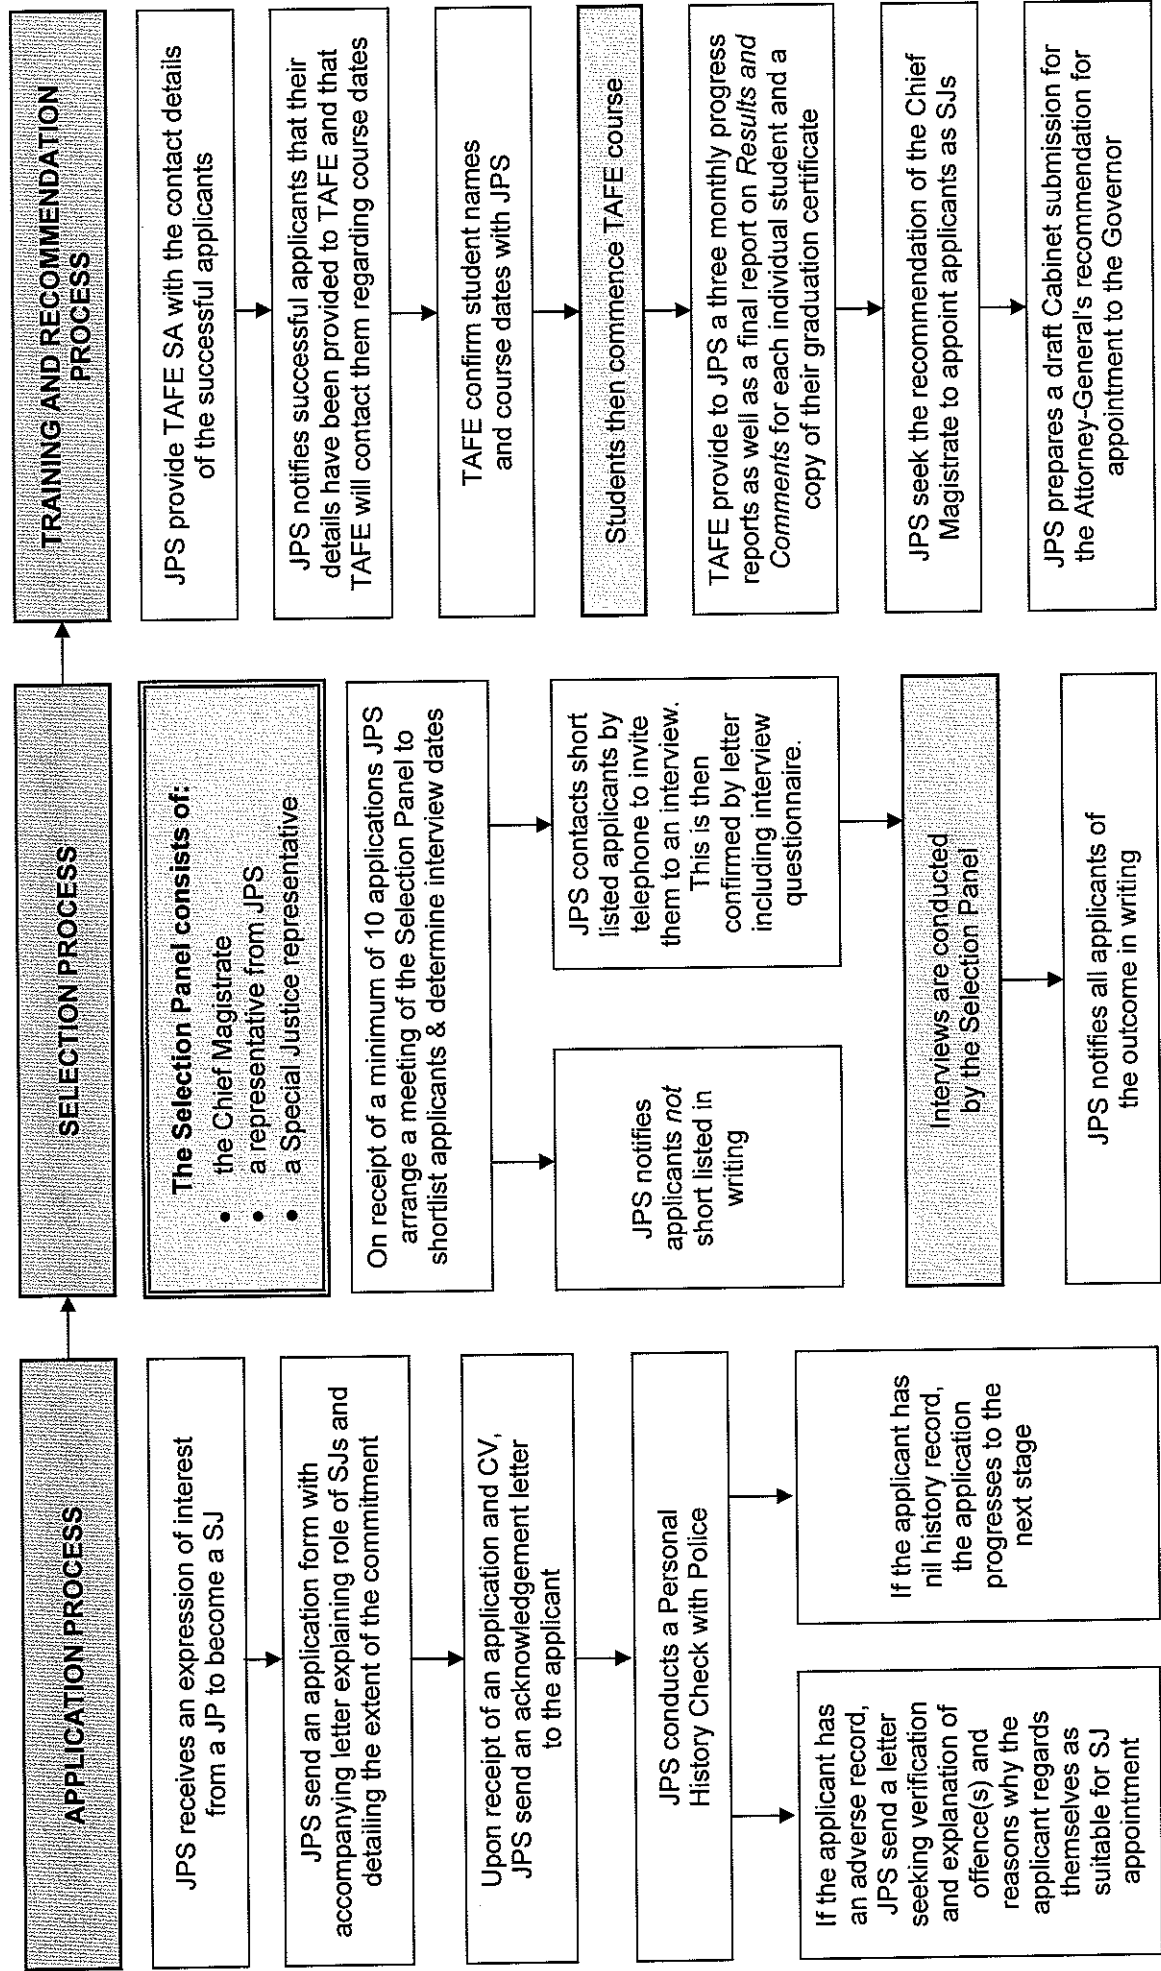 APPLICATION PROCESS
JPS receives an expression of interest
from a JP to become a SJ
JPS send an application form with
accompanying letter explaining role of SJs and
detailing the extent of the commitment
Upon receipt of an application and CV,
JPS send an acknowledgement letter
to the applicant
JPS conducts a Personal
History Check with Police
If the applicant has
an adverse record,
JPS send a letter
seeking verification
and explanation of
offence(s) and
reasons why the
applicant regards
themselves as
suitable for SJ
appointment
If the applicant has
nil history record,
the application
progresses to the
next stage
SELECTION PROCESS
The Selection Panel consists of:
• the Chief Magistrate
• a representative from JPS
• a Special Justice representative
On receipt of a minimum of 10 applications JPS
arrange a meeting of the Selection Panel to
shortlist applicants & determine interview dates
JPS notifies
applicants not
short listed in
writing
JPS contacts short
listed applicants by
telephone to invite
them to an interview.
This is then
confirmed by letter
including interview
questionnaire.
Interviews are conducted
by the Selection Panel
JPS notifies all applicants of
the outcome in writing
TRAINING AND RECOMMENDATION
PROCESS
JPS provide TAFE SA with the contact details
of the successful applicants
JPS notifies successful applicants that their
details have been provided to TAFE and that
TAFE will contact them regarding course dates
TAFE confirm student names
and course dates with JPS
Students then commence TAFE course
TAFE provide to JPS a three monthly progress
reports as well as a final report on Results and
Comments for each individual student and a
copy of their graduation certificate
JPS seek the recommendation of the Chief
Magistrate to appoint applicants as SJs
JPS prepares a draft Cabinet submission for
the Attorney-General's recommendation for
appointment to the Governor